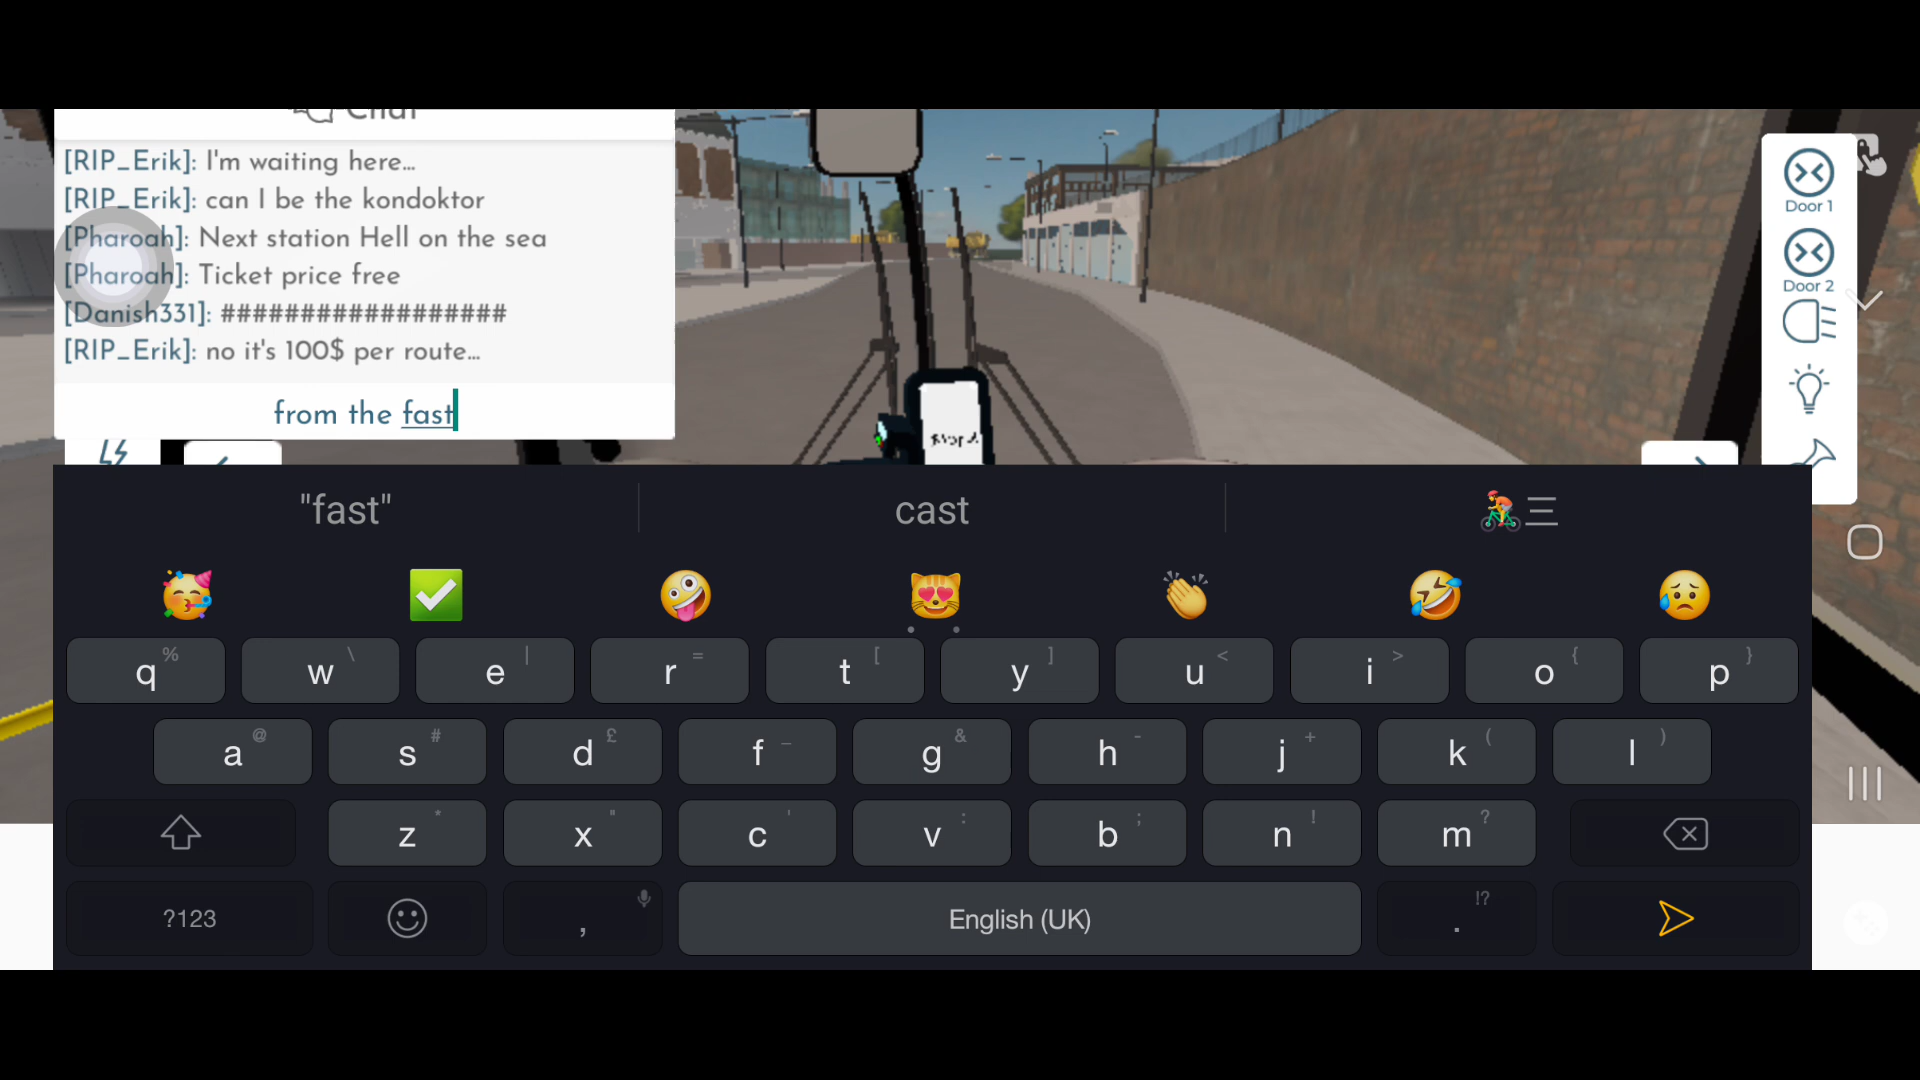 Chat
[RIP_Erik]: I'm waiting here...
[RIP_Erik]: can I be the kondoktor
[Pharoah]: Next station Hell on the sea
[Pharoah]: Ticket price free
[Danish331]: ##################
[RIP_Erik]: no it's 100$ per route...
from the fast
Door 1
Door 2
"fast"
cast
q % w \ e | r = t [ y ] u < i > o { p }
a @ s # d £ f _ g & h - j + k ( l )
z * x " c ' v : b ; n ! m ?
?123 , English (UK) . !?